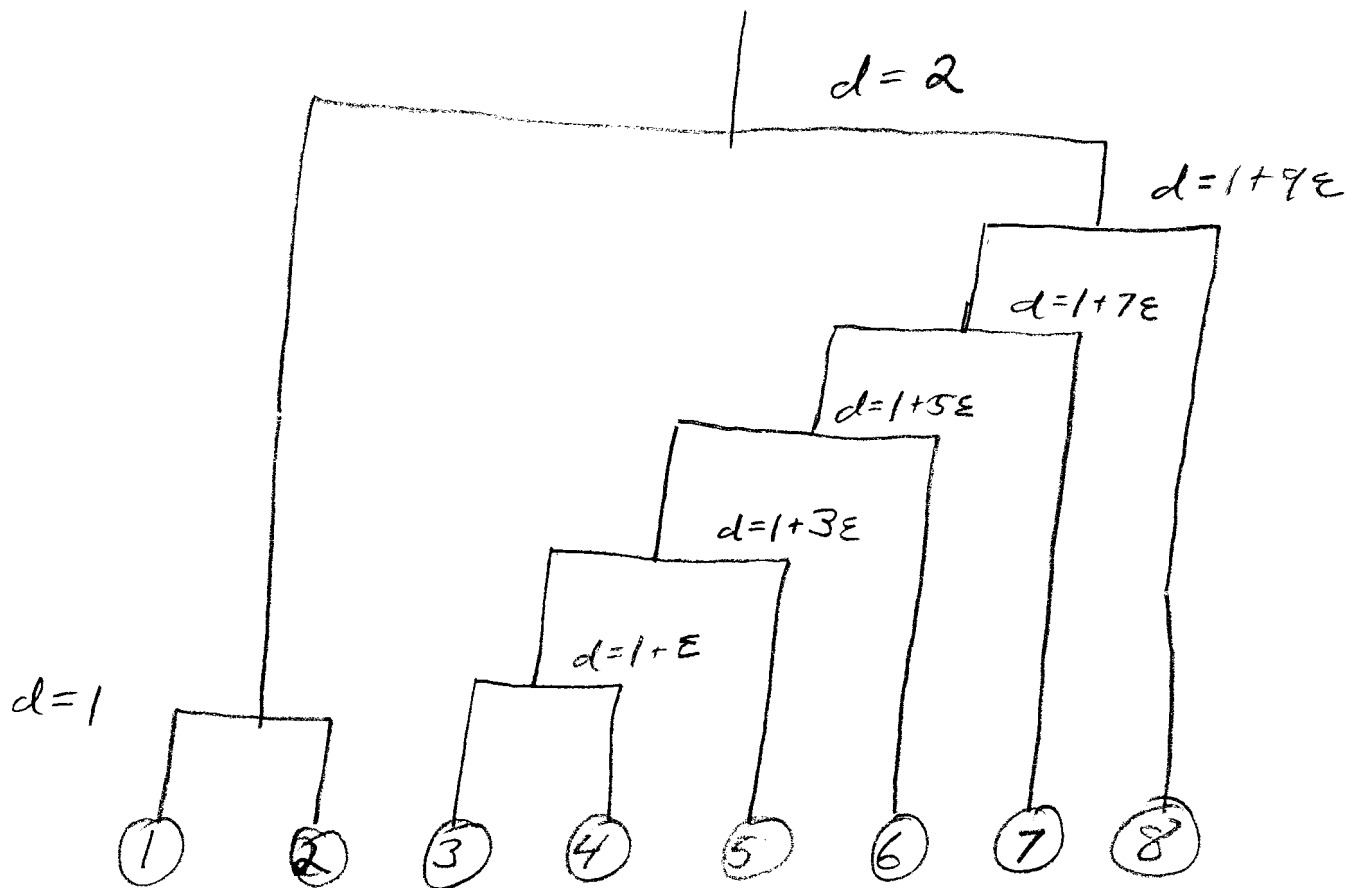 d = 2
d = 1 + 9ε
d = 1 + 7ε
d = 1 + 5ε
d = 1 + 3ε
d = 1 + ε
d = 1
1 2 3 4 5 6 7 8